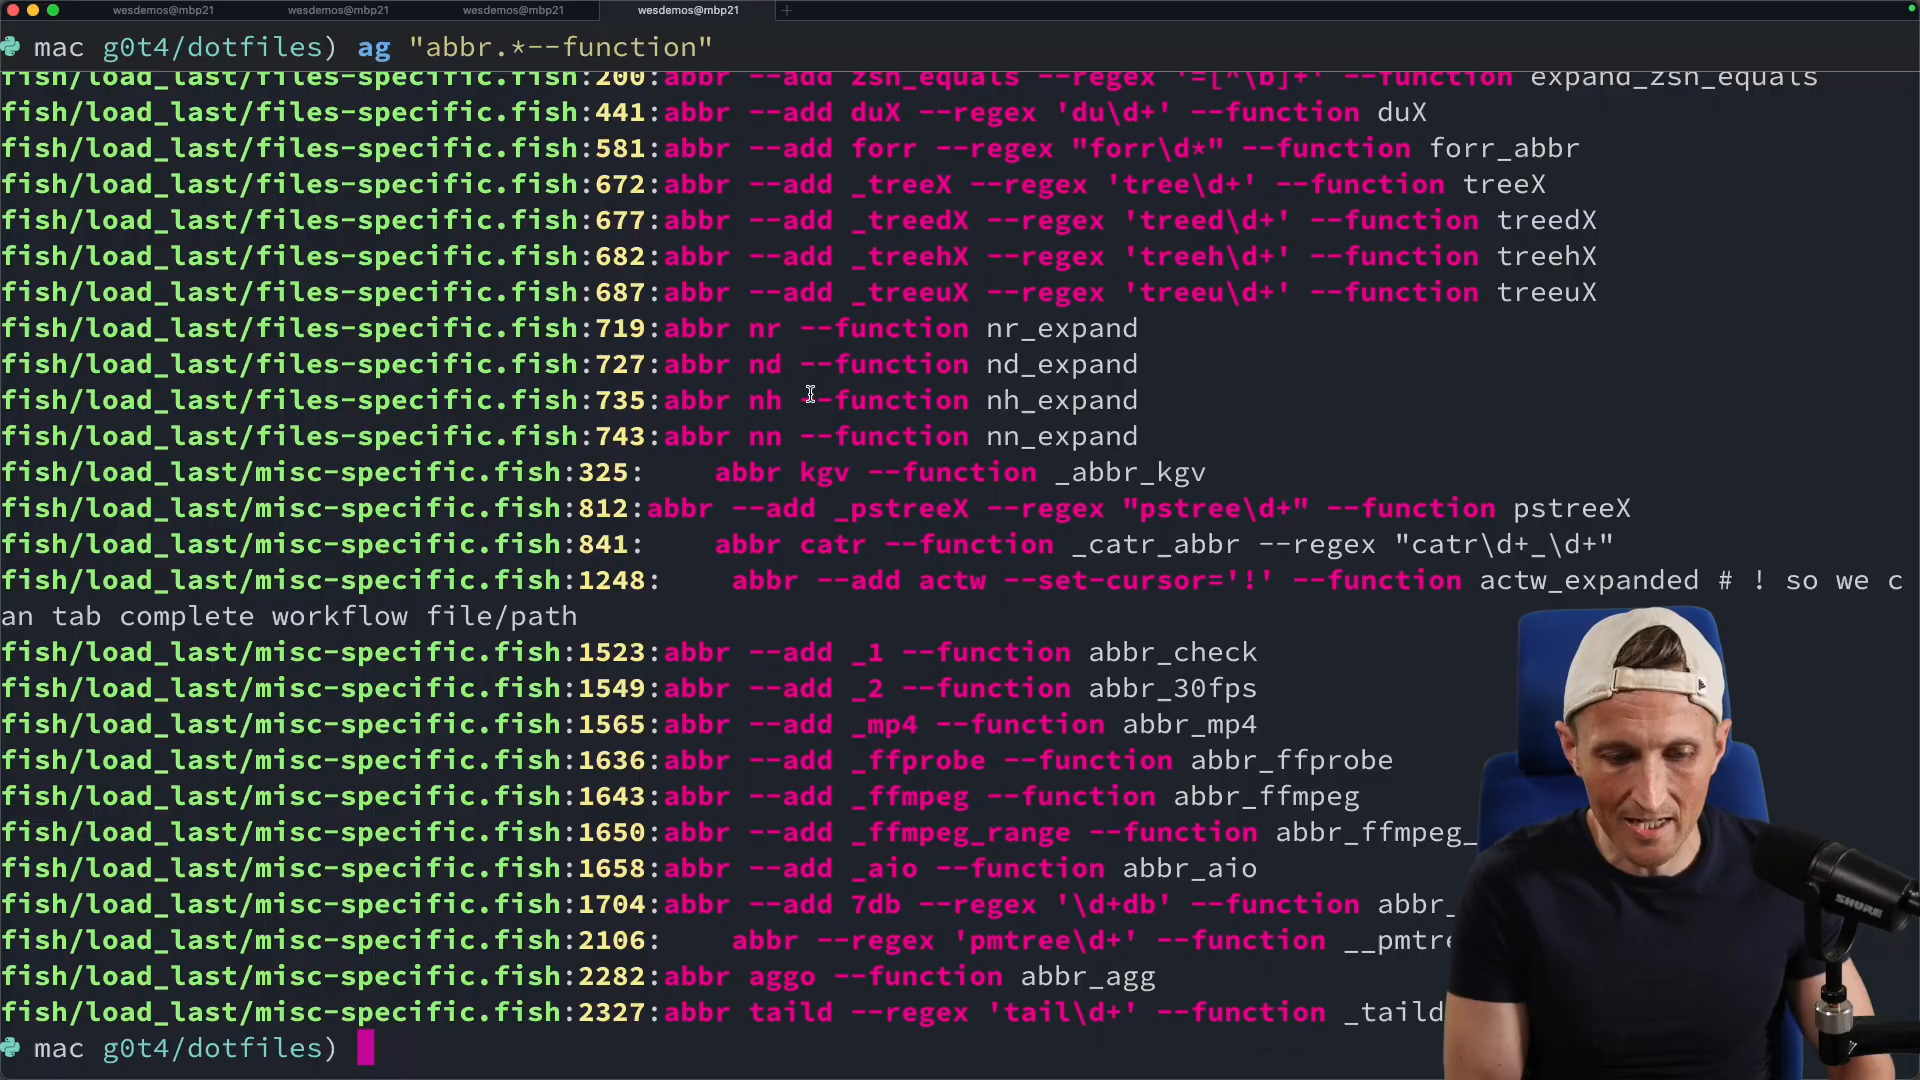 wesdemos@mbp21 wesdemos@mbp21 wesdemos@mbp21 wesdemos@mbp21 +
mac g0t4/dotfiles) ag "abbr.*--function"
fish/load_last/files-specific.fish:200:abbr --add zsh_equals --regex '=[^\b]+' --function expand_zsh_equals
fish/load_last/files-specific.fish:441:abbr --add duX --regex 'du\d+' --function duX
fish/load_last/files-specific.fish:581:abbr --add forr --regex "forr\d*" --function forr_abbr
fish/load_last/files-specific.fish:672:abbr --add _treeX --regex 'tree\d+' --function treeX
fish/load_last/files-specific.fish:677:abbr --add _treedX --regex 'treed\d+' --function treedX
fish/load_last/files-specific.fish:682:abbr --add _treehX --regex 'treeh\d+' --function treehX
fish/load_last/files-specific.fish:687:abbr --add _treeuX --regex 'treeu\d+' --function treeuX
fish/load_last/files-specific.fish:719:abbr nr --function nr_expand
fish/load_last/files-specific.fish:727:abbr nd --function nd_expand
fish/load_last/files-specific.fish:735:abbr nh --function nh_expand
fish/load_last/files-specific.fish:743:abbr nn --function nn_expand
fish/load_last/misc-specific.fish:325:    abbr kgv --function _abbr_kgv
fish/load_last/misc-specific.fish:812:abbr --add _pstreeX --regex "pstree\d+" --function pstreeX
fish/load_last/misc-specific.fish:841:    abbr catr --function _catr_abbr --regex "catr\d+_\d+"
fish/load_last/misc-specific.fish:1248:    abbr --add actw --set-cursor='!' --function actw_expanded # ! so we c
an tab complete workflow file/path
fish/load_last/misc-specific.fish:1523:abbr --add _1 --function abbr_check
fish/load_last/misc-specific.fish:1549:abbr --add _2 --function abbr_30fps
fish/load_last/misc-specific.fish:1565:abbr --add _mp4 --function abbr_mp4
fish/load_last/misc-specific.fish:1636:abbr --add _ffprobe --function abbr_ffprobe
fish/load_last/misc-specific.fish:1643:abbr --add _ffmpeg --function abbr_ffmpeg
fish/load_last/misc-specific.fish:1650:abbr --add _ffmpeg_range --function abbr_ffmpeg_
fish/load_last/misc-specific.fish:1658:abbr --add _aio --function abbr_aio
fish/load_last/misc-specific.fish:1704:abbr --add 7db --regex '\d+db' --function abbr_
fish/load_last/misc-specific.fish:2106:    abbr --regex 'pmtree\d+' --function __pmtre
fish/load_last/misc-specific.fish:2282:abbr aggo --function abbr_agg
fish/load_last/misc-specific.fish:2327:abbr taild --regex 'tail\d+' --function _taild
mac g0t4/dotfiles)
SHURE